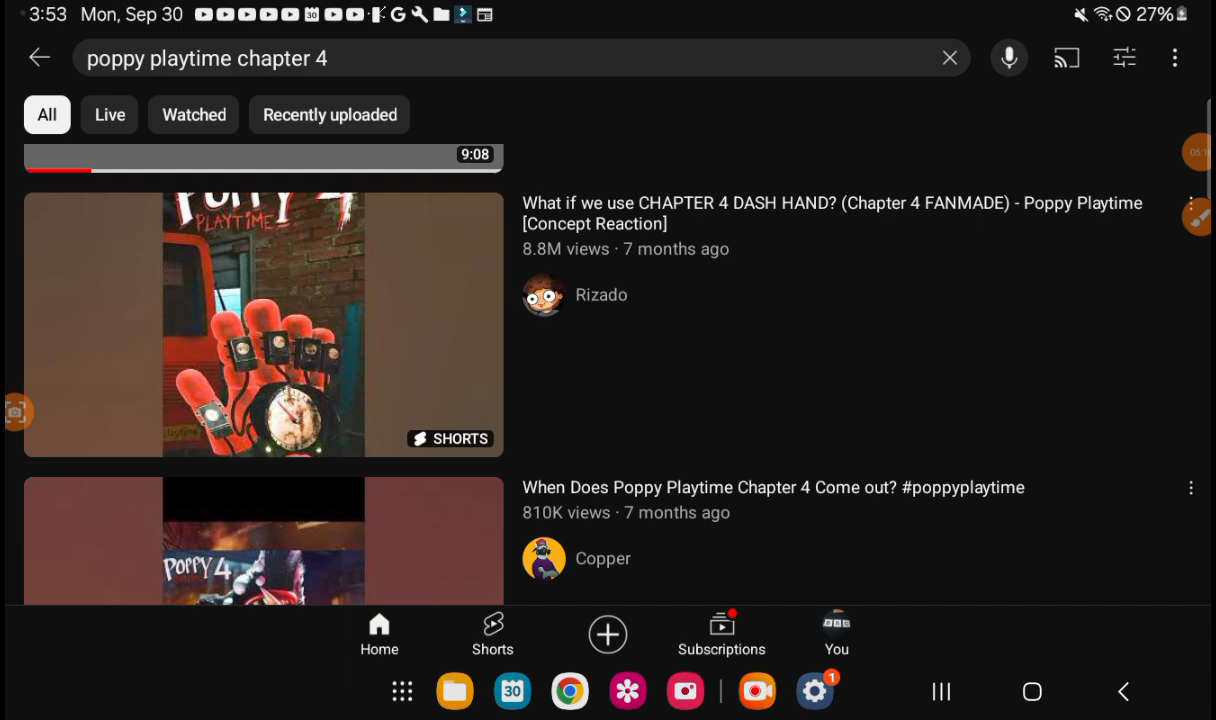 3:53 Mon, Sep 30 27%
poppy playtime chapter 4
All Live Watched Recently uploaded
9:08
POPPY 4
PLAYTIME
SHORTS
What if we use CHAPTER 4 DASH HAND? (Chapter 4 FANMADE) - Poppy Playtime
[Concept Reaction]
8.8M views · 7 months ago
Rizado
POPPY 4
When Does Poppy Playtime Chapter 4 Come out? #poppyplaytime
810K views · 7 months ago
Copper
Home Shorts Subscriptions You
30
1